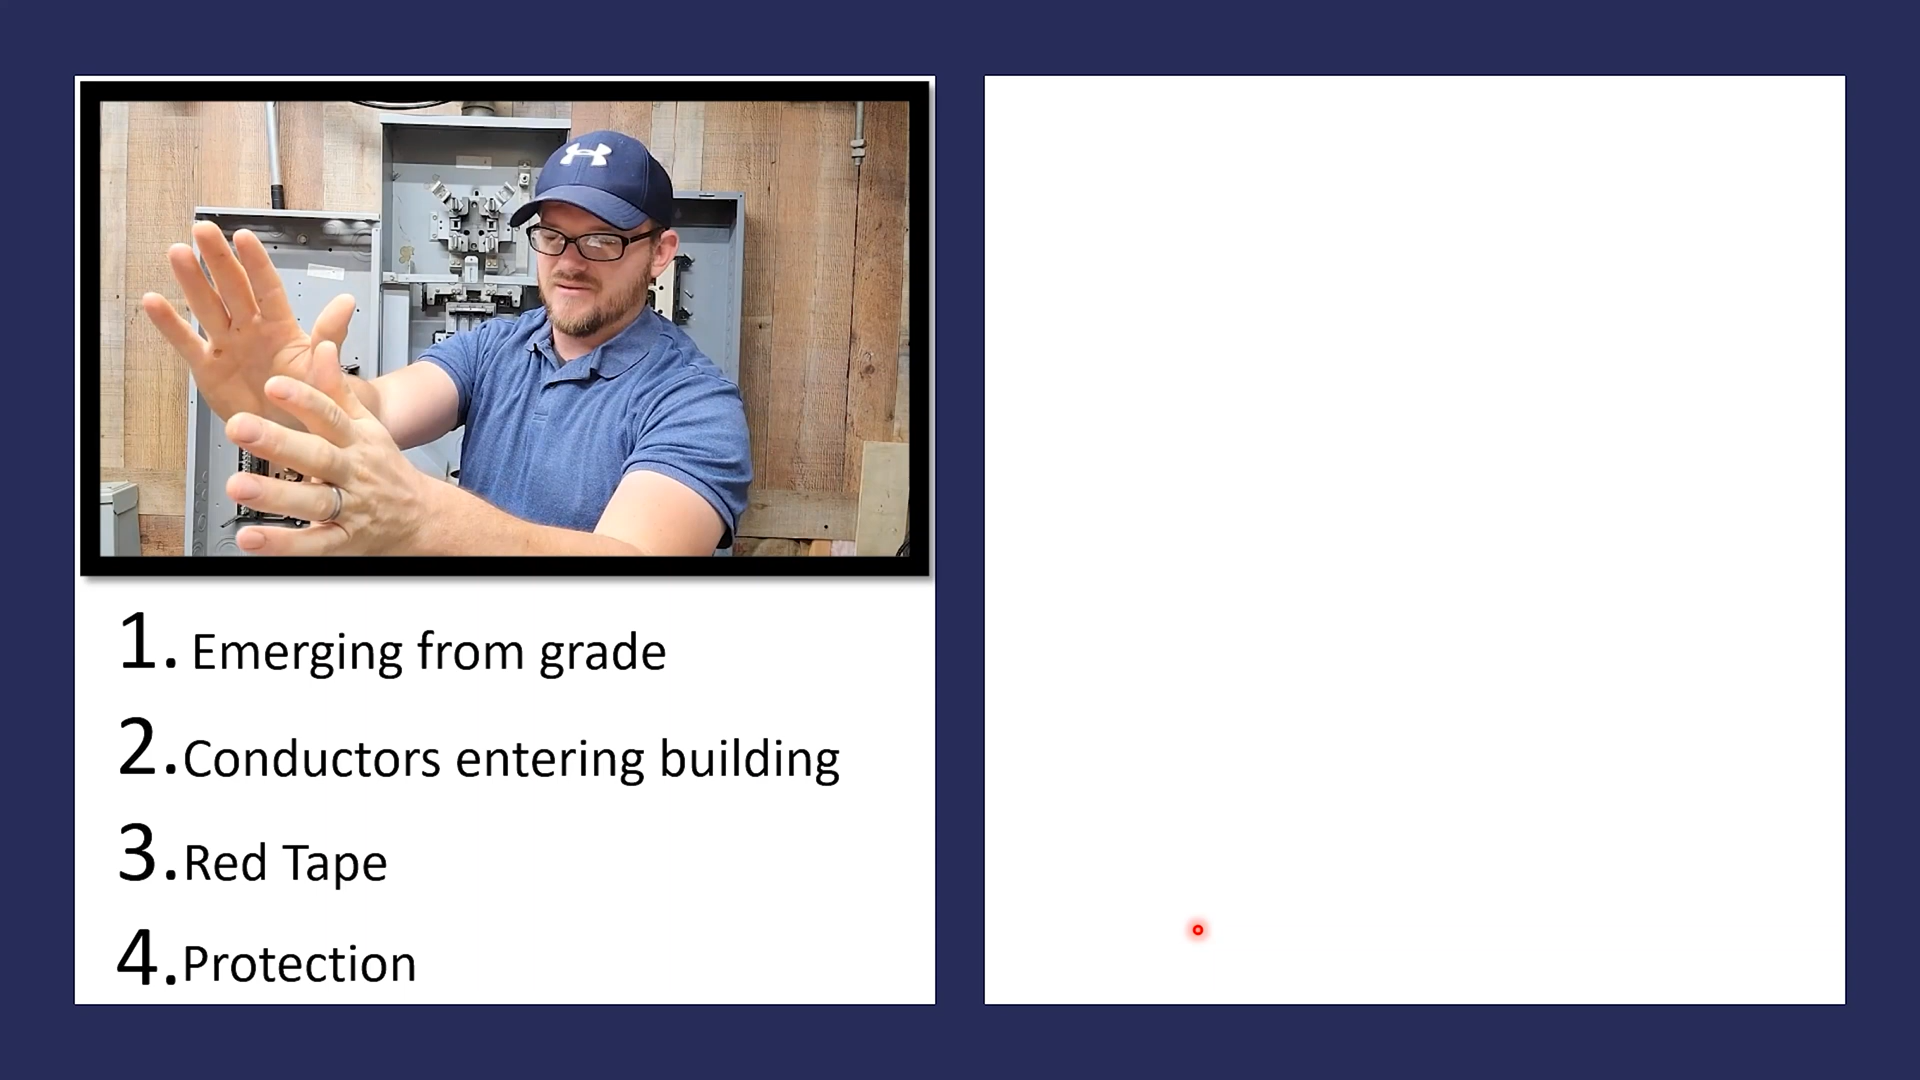 1. Emerging from grade
2. Conductors entering building
3. Red Tape
4. Protection